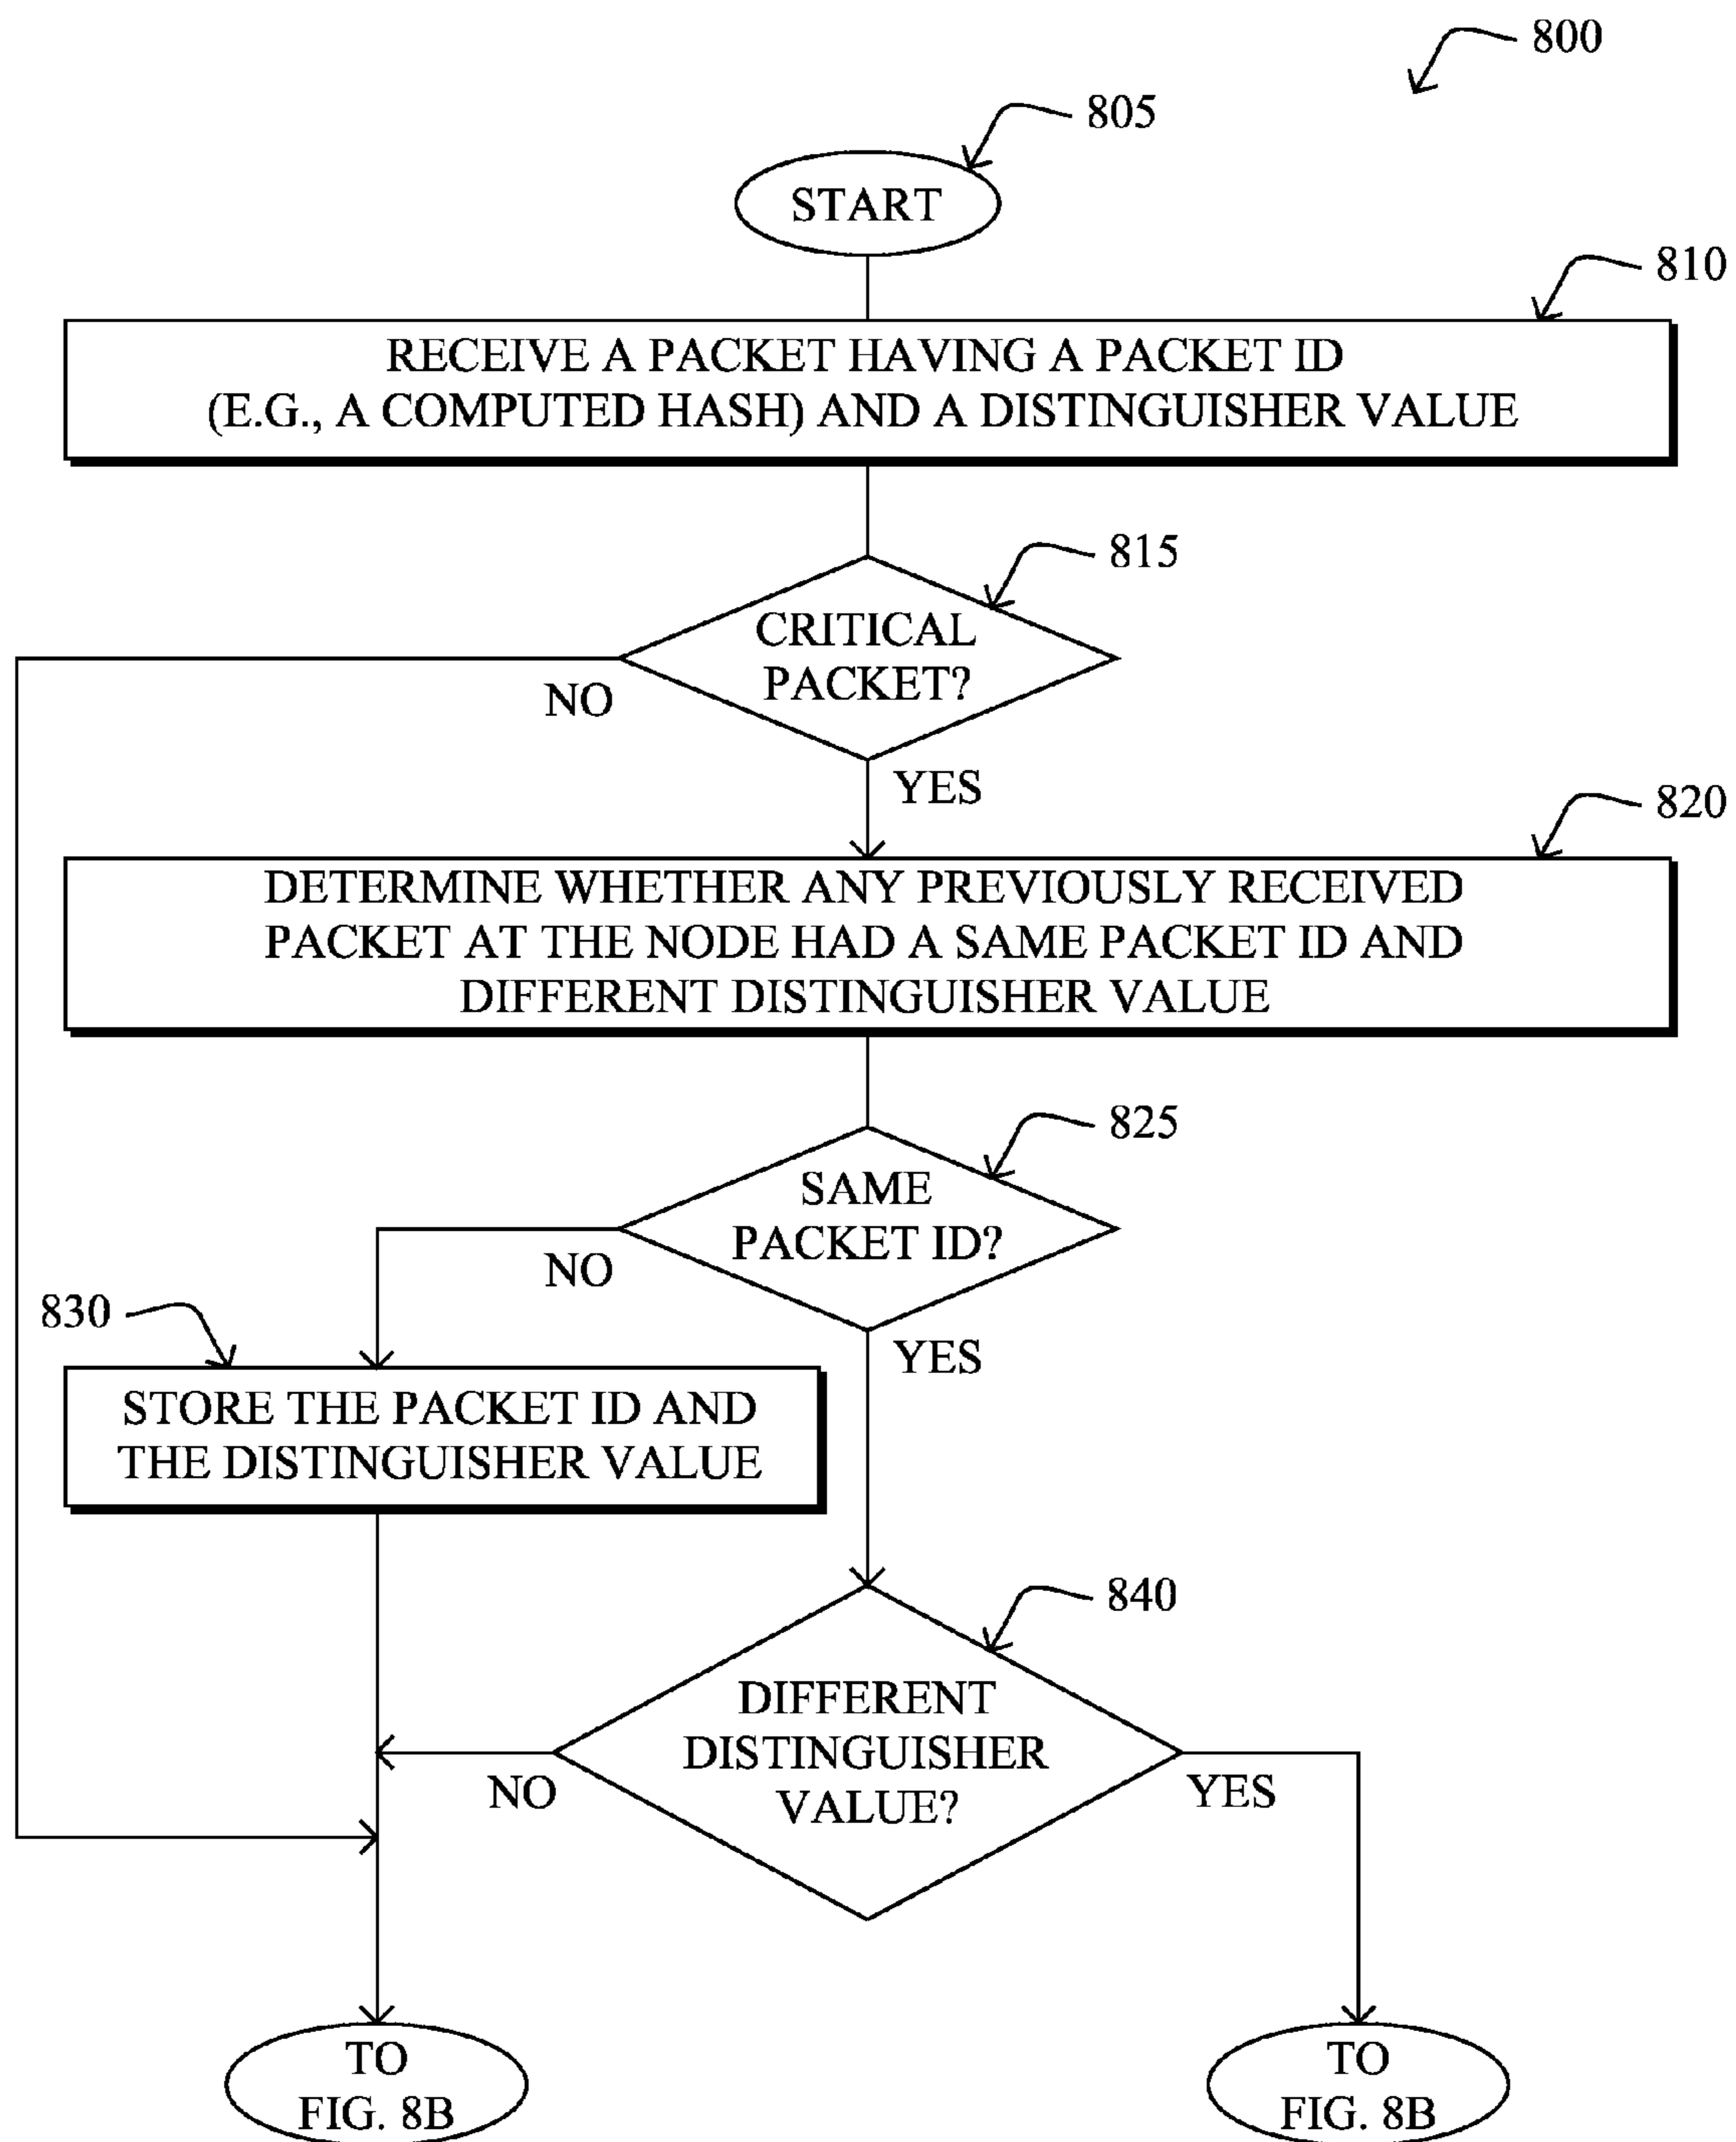 800
805
START
810
RECEIVE A PACKET HAVING A PACKET ID
(E.G., A COMPUTED HASH) AND A DISTINGUISHER VALUE
815
CRITICAL
PACKET?
NO
YES
820
DETERMINE WHETHER ANY PREVIOUSLY RECEIVED
PACKET AT THE NODE HAD A SAME PACKET ID AND
DIFFERENT DISTINGUISHER VALUE
825
SAME
PACKET ID?
NO
YES
830
STORE THE PACKET ID AND
THE DISTINGUISHER VALUE
840
DIFFERENT
DISTINGUISHER
VALUE?
NO
YES
TO
FIG. 8B
TO
FIG. 8B